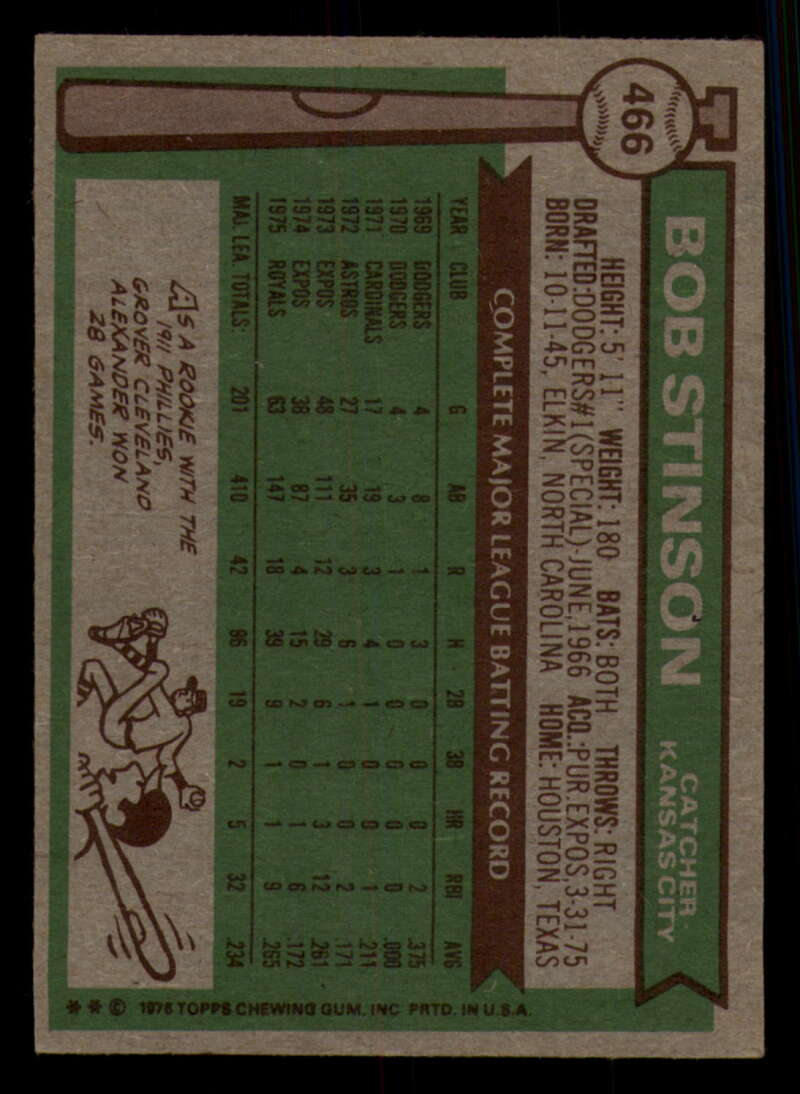 466
BOB STINSON
CATCHER-
KANSAS CITY
HEIGHT: 5' 11" WEIGHT: 180 BATS: BOTH THROWS: RIGHT
DRAFTED: DODGERS#1(SPECIAL)-JUNE,1966 ACQ.:PUR.EXPOS,3-31-75
BORN: 10-11-45, ELKIN, NORTH CAROLINA HOME: HOUSTON, TEXAS
COMPLETE MAJOR LEAGUE BATTING RECORD
YEAR CLUB G AB R H 2B 3B HR RBI AVG
1969 DODGERS 4 8 1 3 0 0 0 2 .375
1970 DODGERS 4 3 1 0 0 0 0 0 .000
1971 CARDINALS 17 19 3 4 1 0 0 1 .211
1972 ASTROS 27 35 3 6 1 0 0 2 .171
1973 EXPOS 48 111 12 29 6 1 3 12 .261
1974 EXPOS 38 87 4 15 2 0 1 6 .172
1975 ROYALS 63 147 18 39 9 1 1 9 .265
MAJ. LEA. TOTALS: 201 410 42 96 19 2 5 32 .234
AS A ROOKIE WITH THE
1911 PHILLIES,
GROVER CLEVELAND
ALEXANDER WON
28 GAMES.
** © 1976 TOPPS CHEWING GUM, INC. PRTD. IN U.S.A.